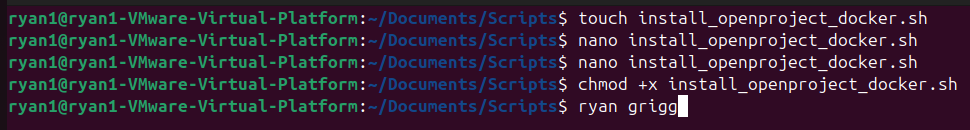 ryan1@ryan1-VMware-Virtual-Platform:~/Documents/Scripts$ touch install_openproject_docker.sh
ryan1@ryan1-VMware-Virtual-Platform:~/Documents/Scripts$ nano install_openproject_docker.sh
ryan1@ryan1-VMware-Virtual-Platform:~/Documents/Scripts$ nano install_openproject_docker.sh
ryan1@ryan1-VMware-Virtual-Platform:~/Documents/Scripts$ chmod +x install_openproject_docker.sh
ryan1@ryan1-VMware-Virtual-Platform:~/Documents/Scripts$ ryan grigg